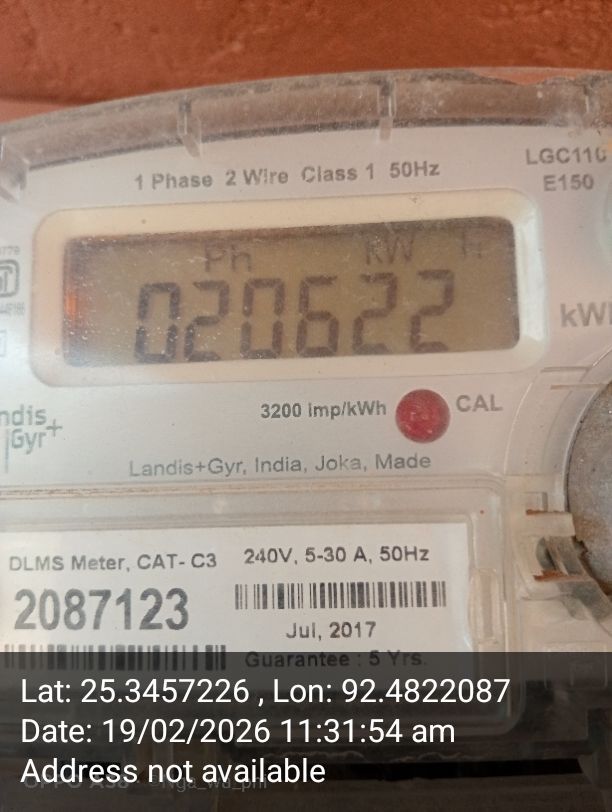 LGC110
1 Phase 2 Wire Class 1 50Hz
E150
Ph kW h
020622
3200 imp/kWh
CAL
Landis+Gyr, India, Joka, Made
DLMS Meter, CAT- C3
240V, 5-30 A, 50Hz
2087123
Jul, 2017
Guarantee : 5 Yrs.
Lat: 25.3457226 , Lon: 92.4822087
Date: 19/02/2026 11:31:54 am
Address not available